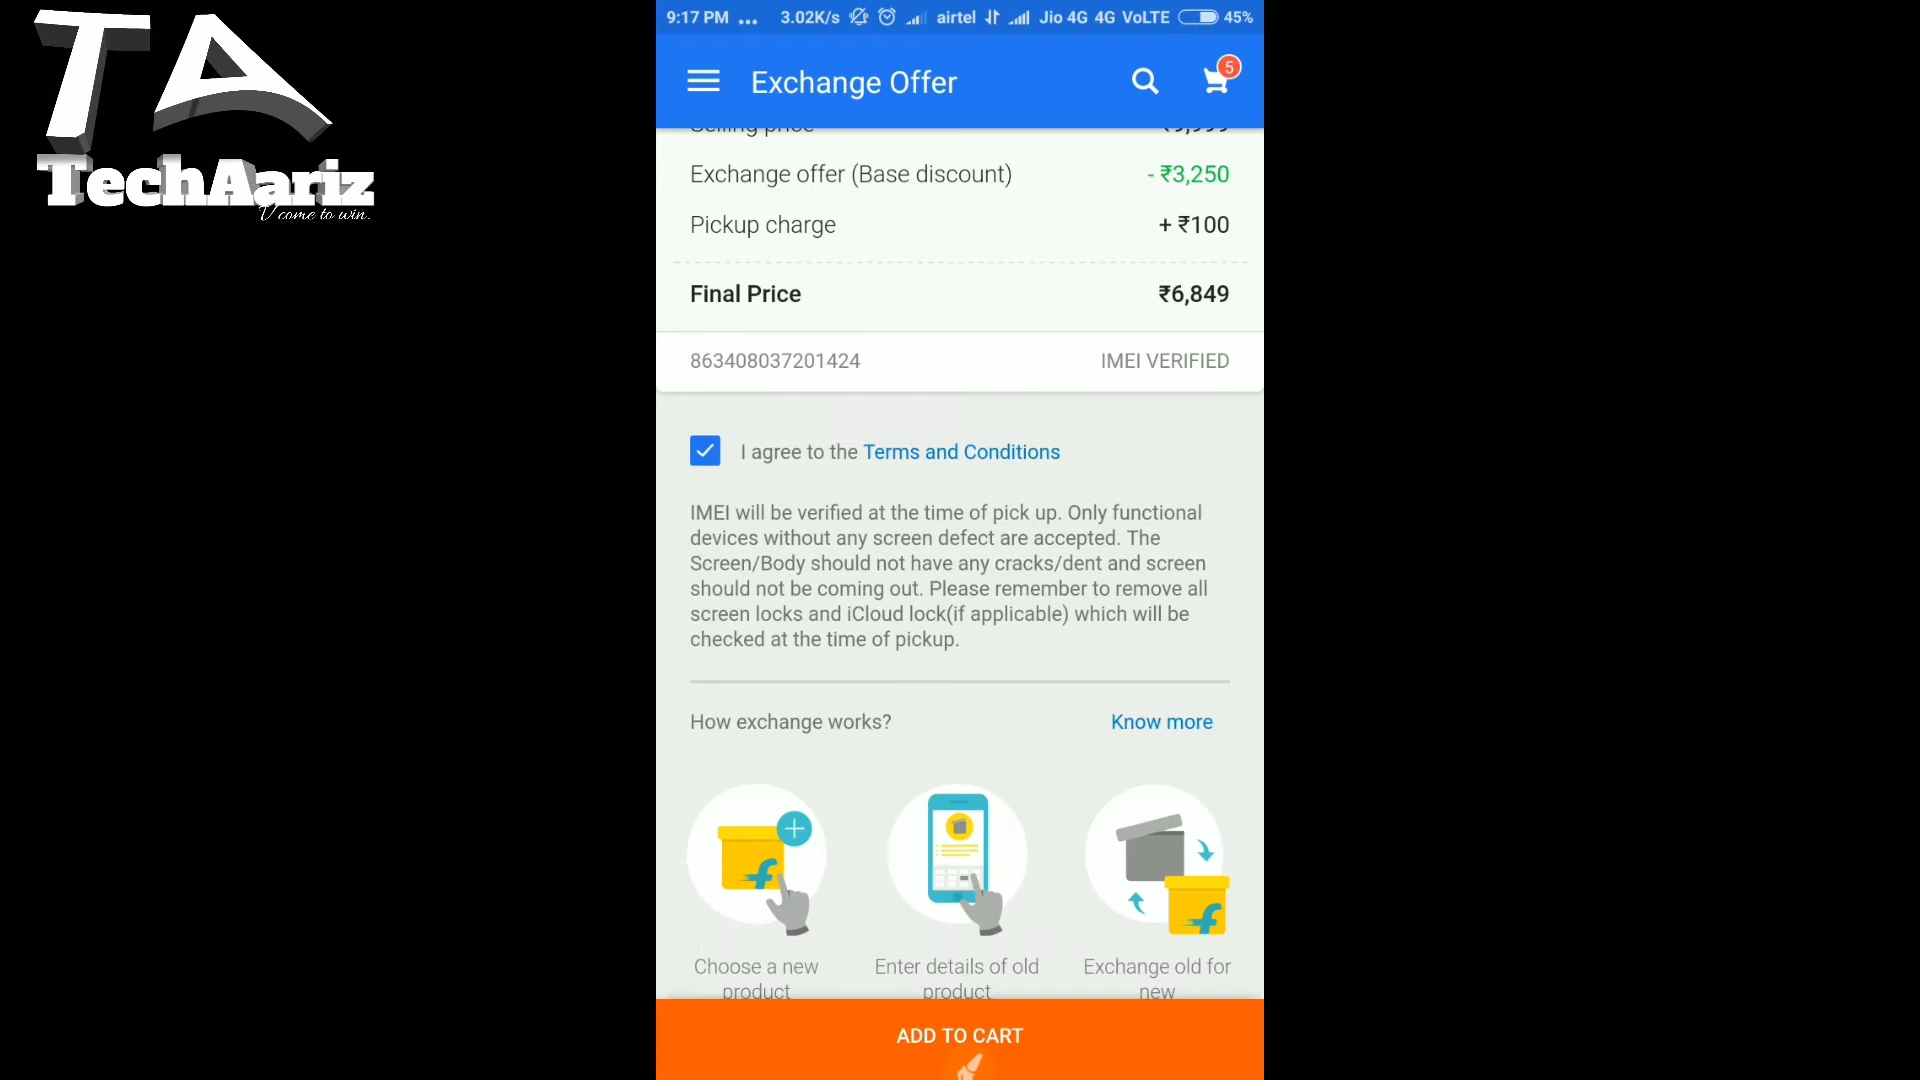 TA
TechAariz
V come to win.
9:17 PM ... 3.02K/s airtel Jio 4G 4G VoLTE 45%
Exchange Offer 5
Selling price ₹9,999
Exchange offer (Base discount) - ₹3,250
Pickup charge + ₹100
Final Price ₹6,849
863408037201424 IMEI VERIFIED
I agree to the Terms and Conditions
IMEI will be verified at the time of pick up. Only functional
devices without any screen defect are accepted. The
Screen/Body should not have any cracks/dent and screen
should not be coming out. Please remember to remove all
screen locks and iCloud lock(if applicable) which will be
checked at the time of pickup.
How exchange works? Know more
Choose a new
product
Enter details of old
product
Exchange old for
new
ADD TO CART